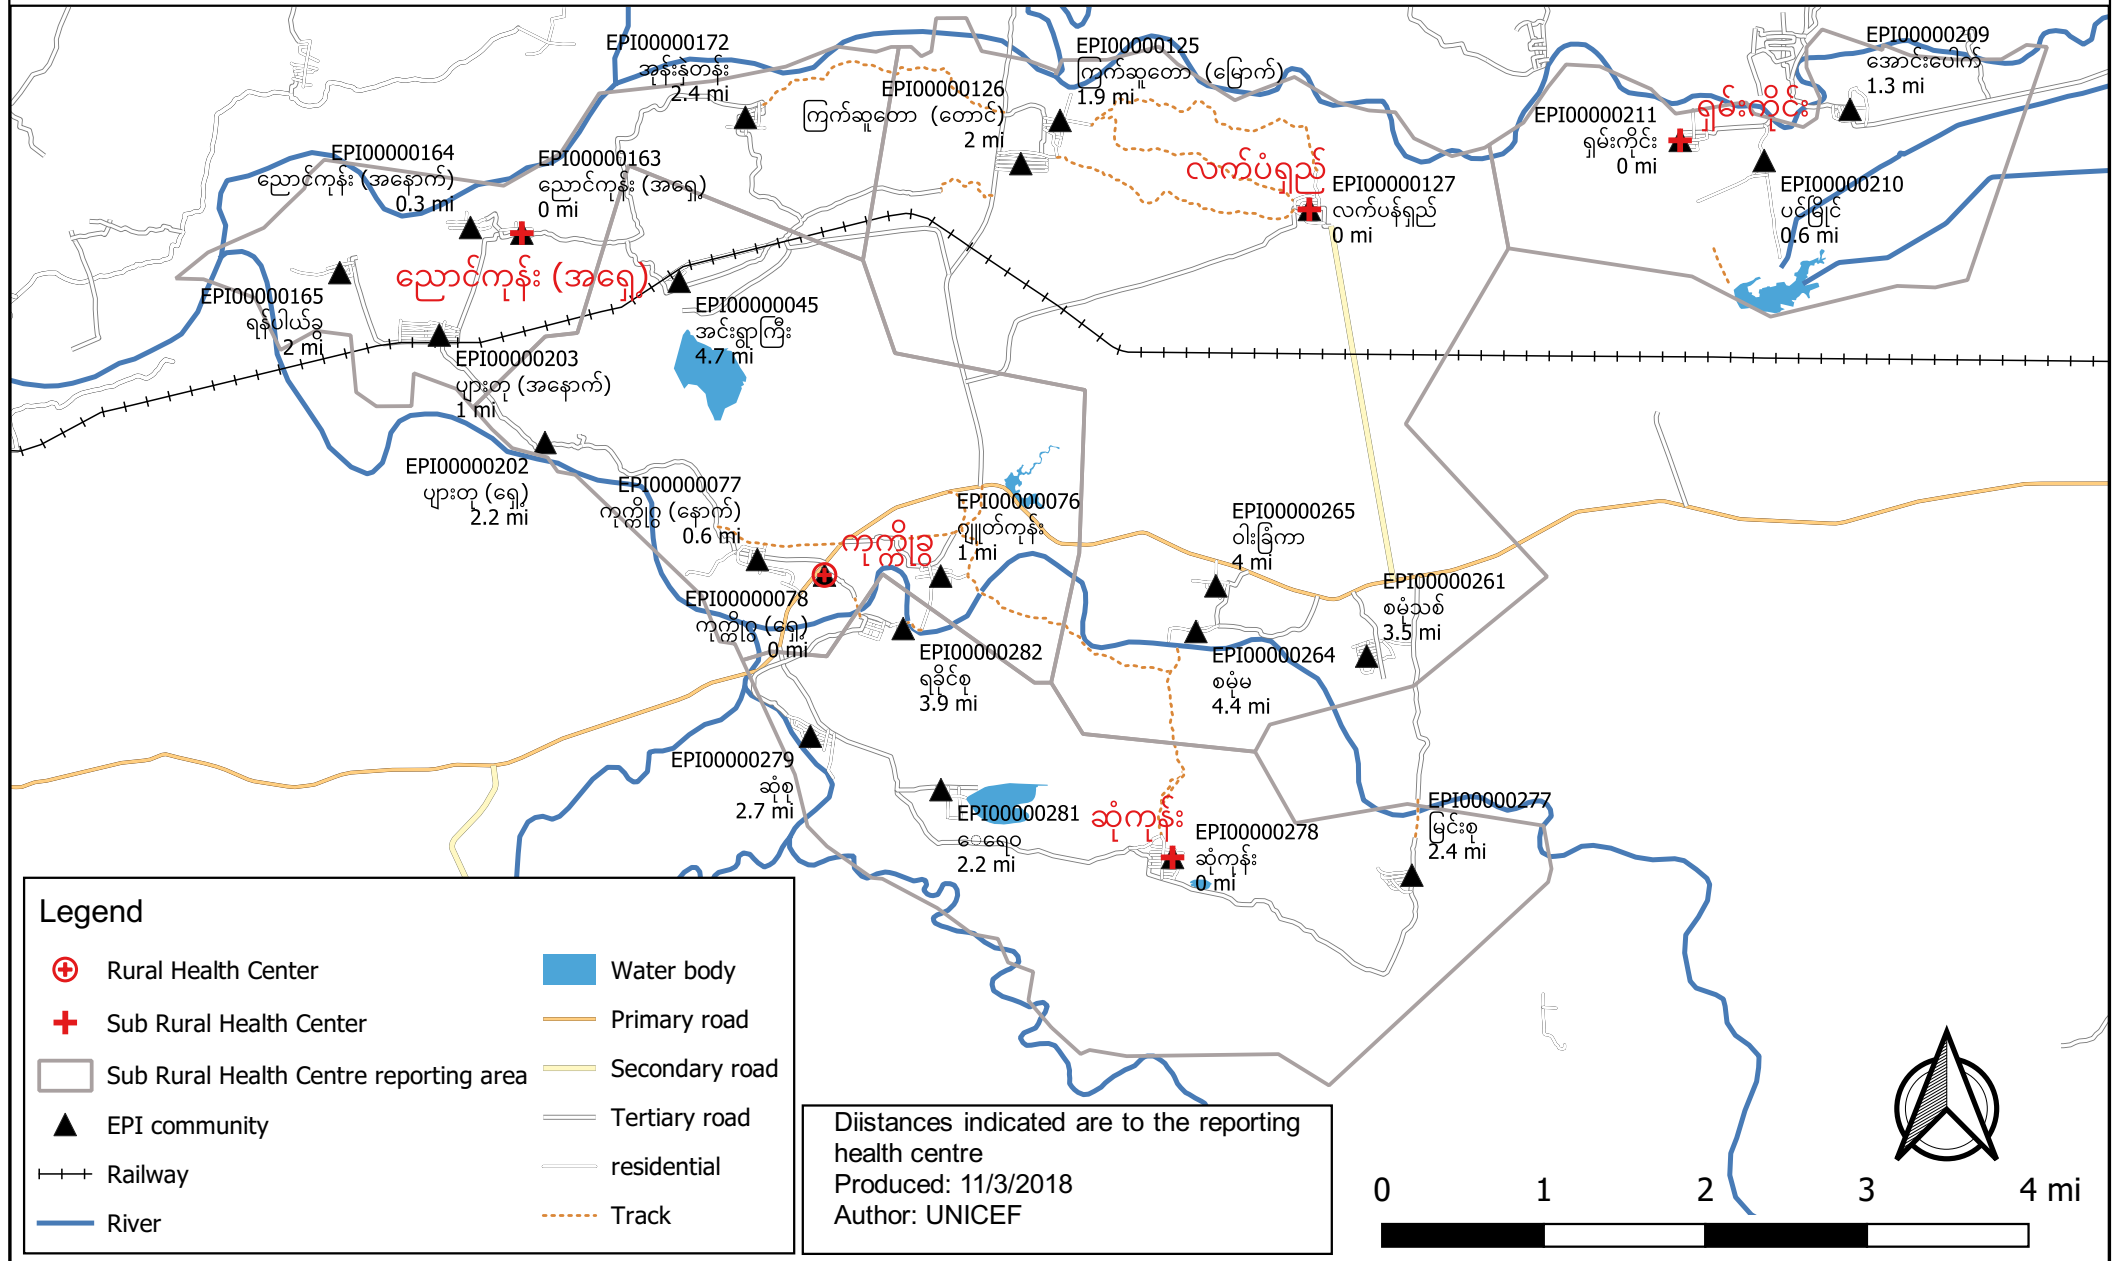 EPI00000172
အုန်းနဲတန်း
2.4 mi
EPI00000125
ကြက်ဆူတော (မြောက်)
1.9 mi
EPI00000209
အောင်းပေါက်
1.3 mi
EPI00000126
ကြက်ဆူတော (တောင်)
2 mi
ရှမ်းကိုင်း
EPI00000211
ရှမ်းကိုင်း
0 mi
EPI00000164
ညောင်ကုန်း (အနောက်)
0.3 mi
EPI00000163
ညောင်ကုန်း (အရှေ့)
0 mi
လက်ပံရှည်
EPI00000127
လက်ပန်ရှည်
0 mi
EPI00000210
ပင်မြိုင်
0.6 mi
ညောင်ကုန်း (အရှေ့)
EPI00000165
ရန်ပါယ်ခွ
2 mi
EPI00000045
အင်းရွာကြီး
4.7 mi
EPI00000203
ပျားတု (အနောက်)
1 mi
EPI00000202
ပျားတု (ရှေ့)
2.2 mi
EPI00000077
ကုက္ကိုဂွ (နောက်)
0.6 mi
ကုက္ကိုခွ
EPI00000076
ဂျွတ်ကုန်း
1 mi
EPI00000265
ဝါးခြံကာ
4 mi
EPI00000261
စမုံသစ်
3.5 mi
EPI00000078
ကုက္ကိုဂွ (ရှေ့)
0 mi
EPI00000282
ရခိုင်စု
3.9 mi
EPI00000264
စမုံမ
4.4 mi
EPI00000279
ဆုံစု
2.7 mi
EPI00000281
2.2 mi
ဆုံကုန်း
EPI00000278
ဆုံကုန်း
0 mi
EPI00000277
မြင်းစု
2.4 mi
Legend
Rural Health Center
Sub Rural Health Center
Sub Rural Health Centre reporting area
EPI community
Railway
River
Water body
Primary road
Secondary road
Tertiary road
residential
Track
Diistances indicated are to the reporting
health centre
Produced: 11/3/2018
Author: UNICEF
0 1 2 3 4 mi